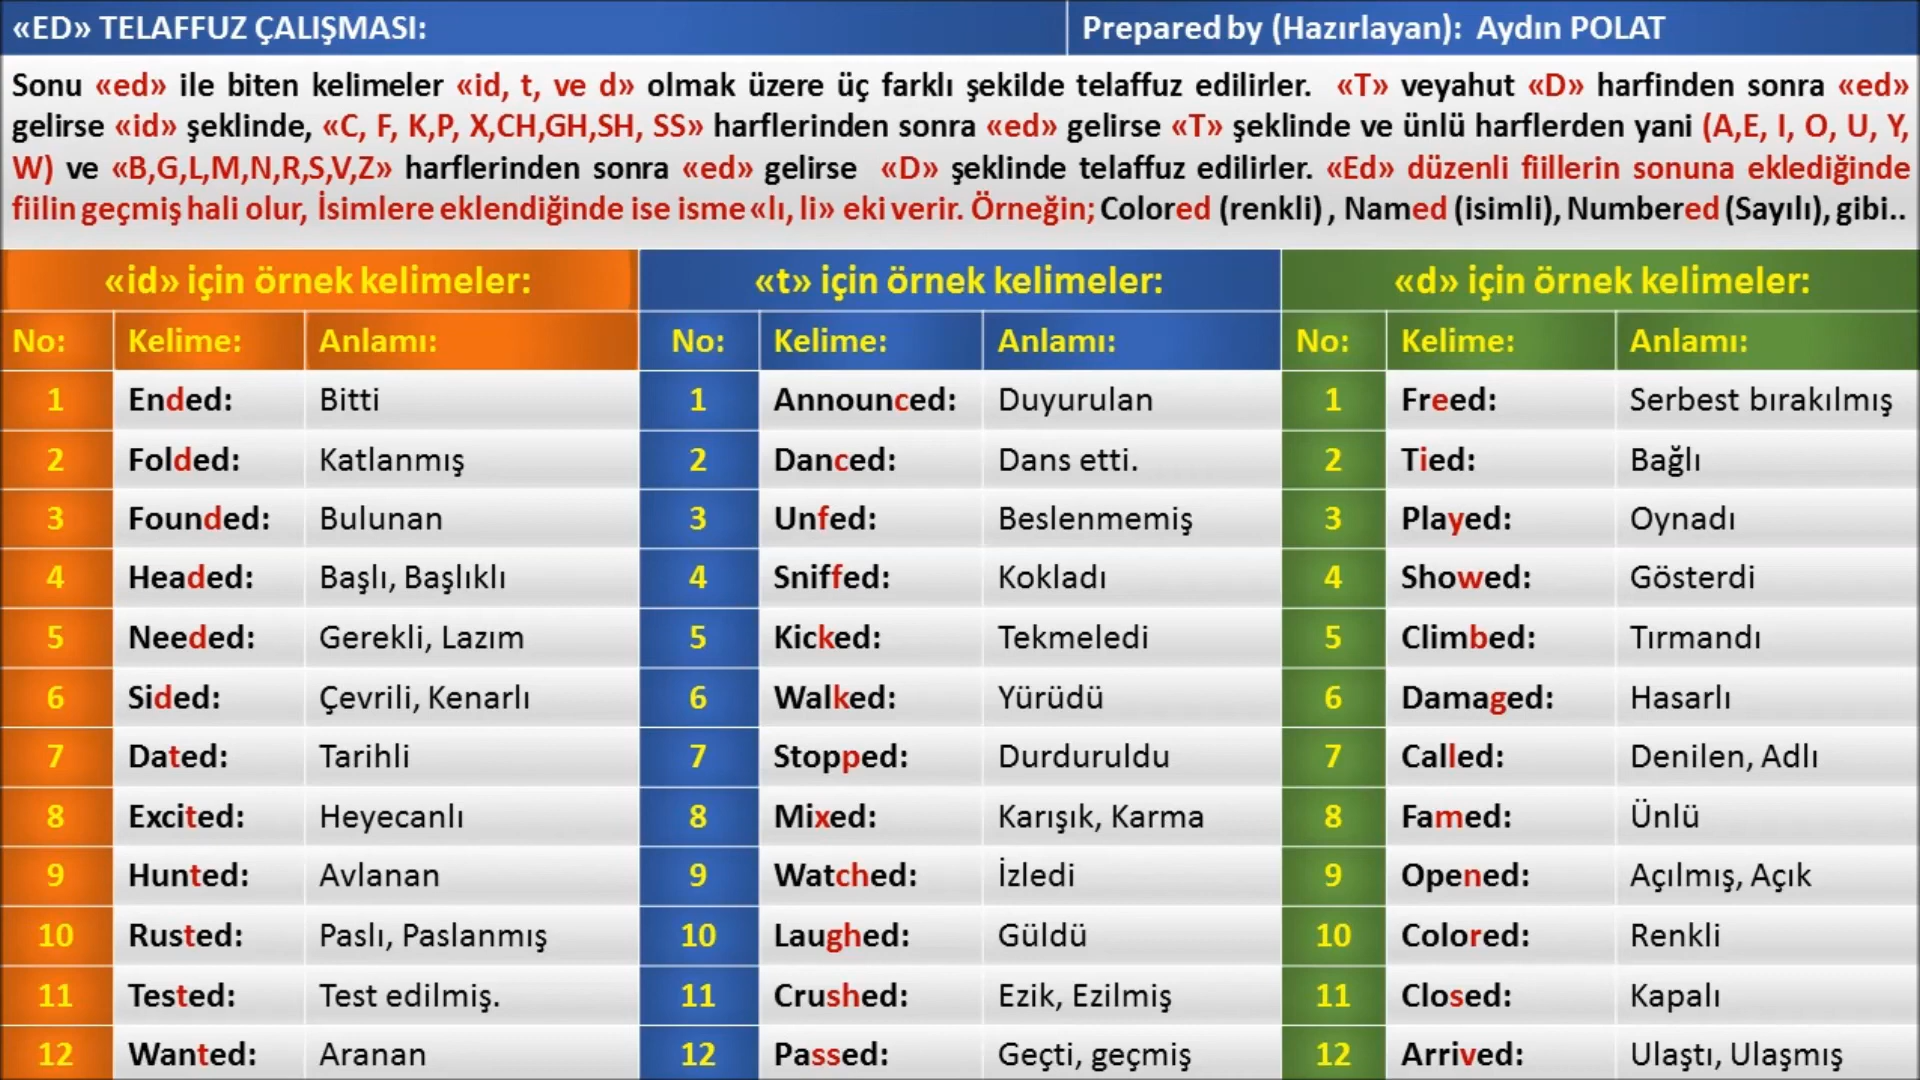 «ED» TELAFFUZ ÇALIŞMASI:
Prepared by (Hazırlayan): Aydın POLAT
Sonu «ed» ile biten kelimeler «id, t, ve d» olmak üzere üç farklı şekilde telaffuz edilirler. «T» veyahut «D» harfinden sonra «ed»
gelirse «id» şeklinde, «C, F, K,P, X,CH,GH,SH, SS» harflerinden sonra «ed» gelirse «T» şeklinde ve ünlü harflerden yani (A,E, I, O, U, Y,
W) ve «B,G,L,M,N,R,S,V,Z» harflerinden sonra «ed» gelirse «D» şeklinde telaffuz edilirler. «Ed» düzenli fiillerin sonuna eklediğinde
fiilin geçmiş hali olur, İsimlere eklendiğinde ise isme «lı, li» eki verir. Örneğin; Colored (renkli) , Named (isimli), Numbered (Sayılı), gibi..
«id» için örnek kelimeler: «t» için örnek kelimeler: «d» için örnek kelimeler:
No: Kelime: Anlamı: No: Kelime: Anlamı: No: Kelime: Anlamı:
1 Ended: Bitti 1 Announced: Duyurulan 1 Freed: Serbest bırakılmış
2 Folded: Katlanmış 2 Danced: Dans etti. 2 Tied: Bağlı
3 Founded: Bulunan 3 Unfed: Beslenmemiş 3 Played: Oynadı
4 Headed: Başlı, Başlıklı 4 Sniffed: Kokladı 4 Showed: Gösterdi
5 Needed: Gerekli, Lazım 5 Kicked: Tekmeledi 5 Climbed: Tırmandı
6 Sided: Çevrili, Kenarlı 6 Walked: Yürüdü 6 Damaged: Hasarlı
7 Dated: Tarihli 7 Stopped: Durduruldu 7 Called: Denilen, Adlı
8 Excited: Heyecanlı 8 Mixed: Karışık, Karma 8 Famed: Ünlü
9 Hunted: Avlanan 9 Watched: İzledi 9 Opened: Açılmış, Açık
10 Rusted: Paslı, Paslanmış 10 Laughed: Güldü 10 Colored: Renkli
11 Tested: Test edilmiş. 11 Crushed: Ezik, Ezilmiş 11 Closed: Kapalı
12 Wanted: Aranan 12 Passed: Geçti, geçmiş 12 Arrived: Ulaştı, Ulaşmış